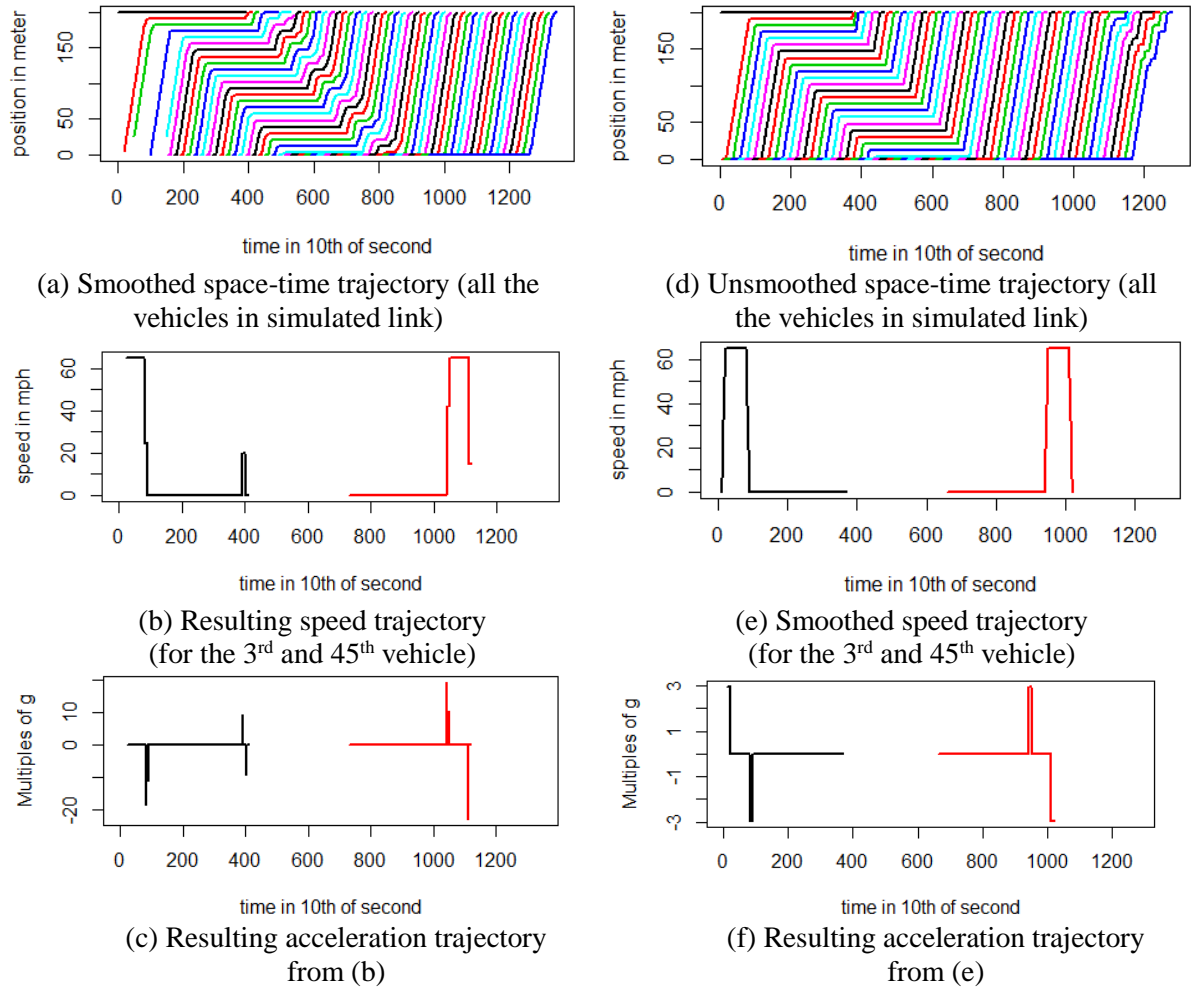 position in meter
150
50
0
0 200 400 600 800 1000 1200
time in 10th of second
(a) Smoothed space-time trajectory (all the
vehicles in simulated link)
position in meter
150
50
0
0 200 400 600 800 1000 1200
time in 10th of second
(d) Unsmoothed space-time trajectory (all
the vehicles in simulated link)
speed in mph
60
40
20
0
0 200 400 600 800 1000 1200
time in 10th of second
(b) Resulting speed trajectory
(for the 3rd and 45th vehicle)
speed in mph
60
40
20
0
0 200 400 600 800 1000 1200
time in 10th of second
(e) Smoothed speed trajectory
(for the 3rd and 45th vehicle)
Multiples of g
10
0
-20
0 200 400 600 800 1000 1200
time in 10th of second
(c) Resulting acceleration trajectory
from (b)
Multiples of g
3
1
-1
-3
0 200 400 600 800 1000 1200
time in 10th of second
(f) Resulting acceleration trajectory
from (e)